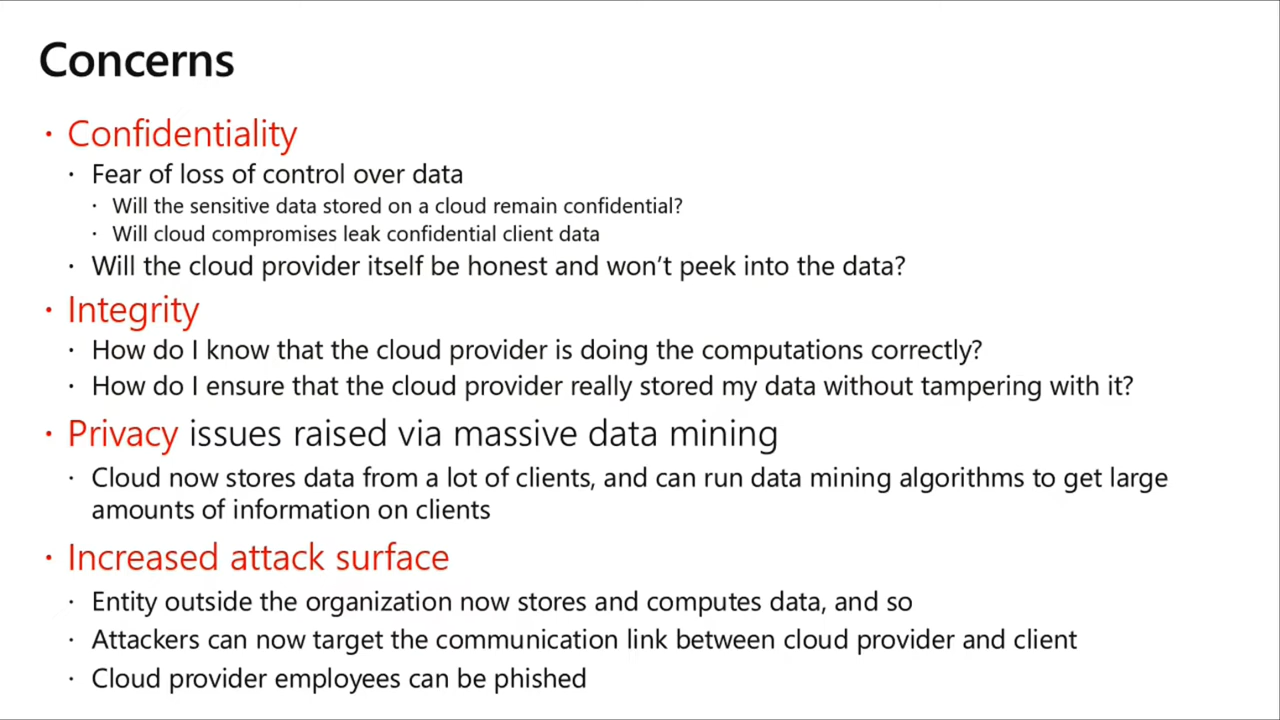 Concerns
· Confidentiality
· Fear of loss of control over data
· Will the sensitive data stored on a cloud remain confidential?
· Will cloud compromises leak confidential client data
· Will the cloud provider itself be honest and won’t peek into the data?
· Integrity
· How do I know that the cloud provider is doing the computations correctly?
· How do I ensure that the cloud provider really stored my data without tampering with it?
· Privacy issues raised via massive data mining
· Cloud now stores data from a lot of clients, and can run data mining algorithms to get large
amounts of information on clients
· Increased attack surface
· Entity outside the organization now stores and computes data, and so
· Attackers can now target the communication link between cloud provider and client
· Cloud provider employees can be phished